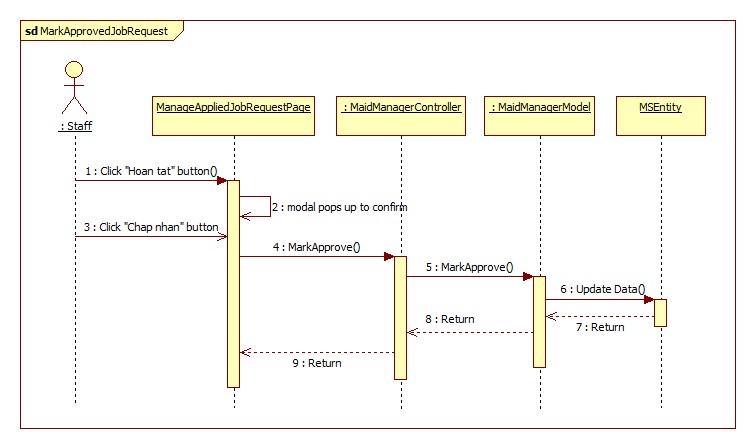 sd MarkApprovedJobRequest
: Staff
ManageAppliedJobRequestPage
: MaidManagerController
: MaidManagerModel
MSEntity
1 : Click "Hoan tat" button()
2 : modal pops up to confirm
3 : Click "Chap nhan" button
4 : MarkApprove()
5 : MarkApprove()
6 : Update Data()
7 : Return
8 : Return
9 : Return